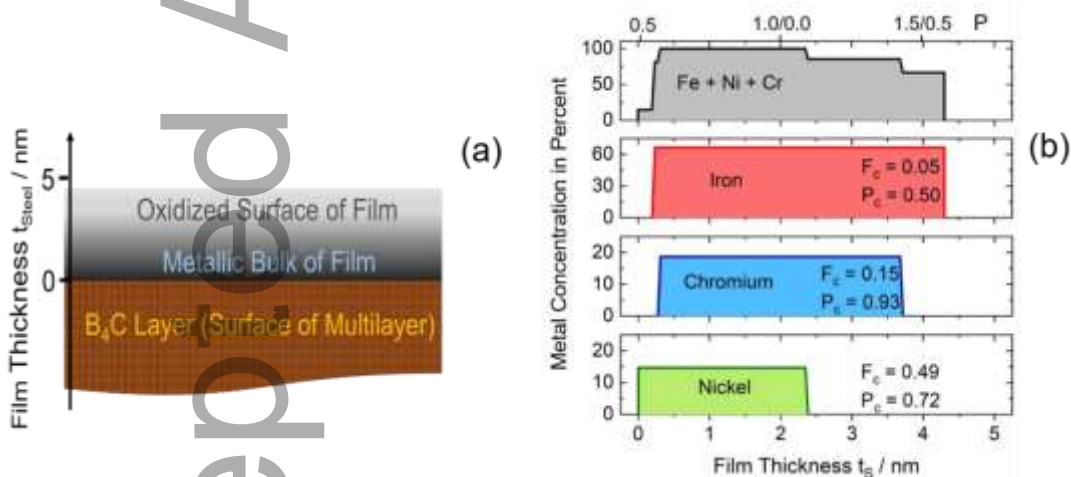 (a)
Film Thickness t_Steel / nm
5
0
Oxidized Surface of Film
Metallic Bulk of Film
B₄C Layer (Surface of Multilayer)
epted A
(b)
0.5 1.0/0.0 1.5/0.5 P
Metal Concentration in Percent
100
50
0
Fe + Ni + Cr
60
30
0
Iron
F_c = 0.05
P_c = 0.50
20
10
0
Chromium
F_c = 0.15
P_c = 0.93
20
10
0
Nickel
F_c = 0.49
P_c = 0.72
0 1 2 3 4 5
Film Thickness t_S / nm